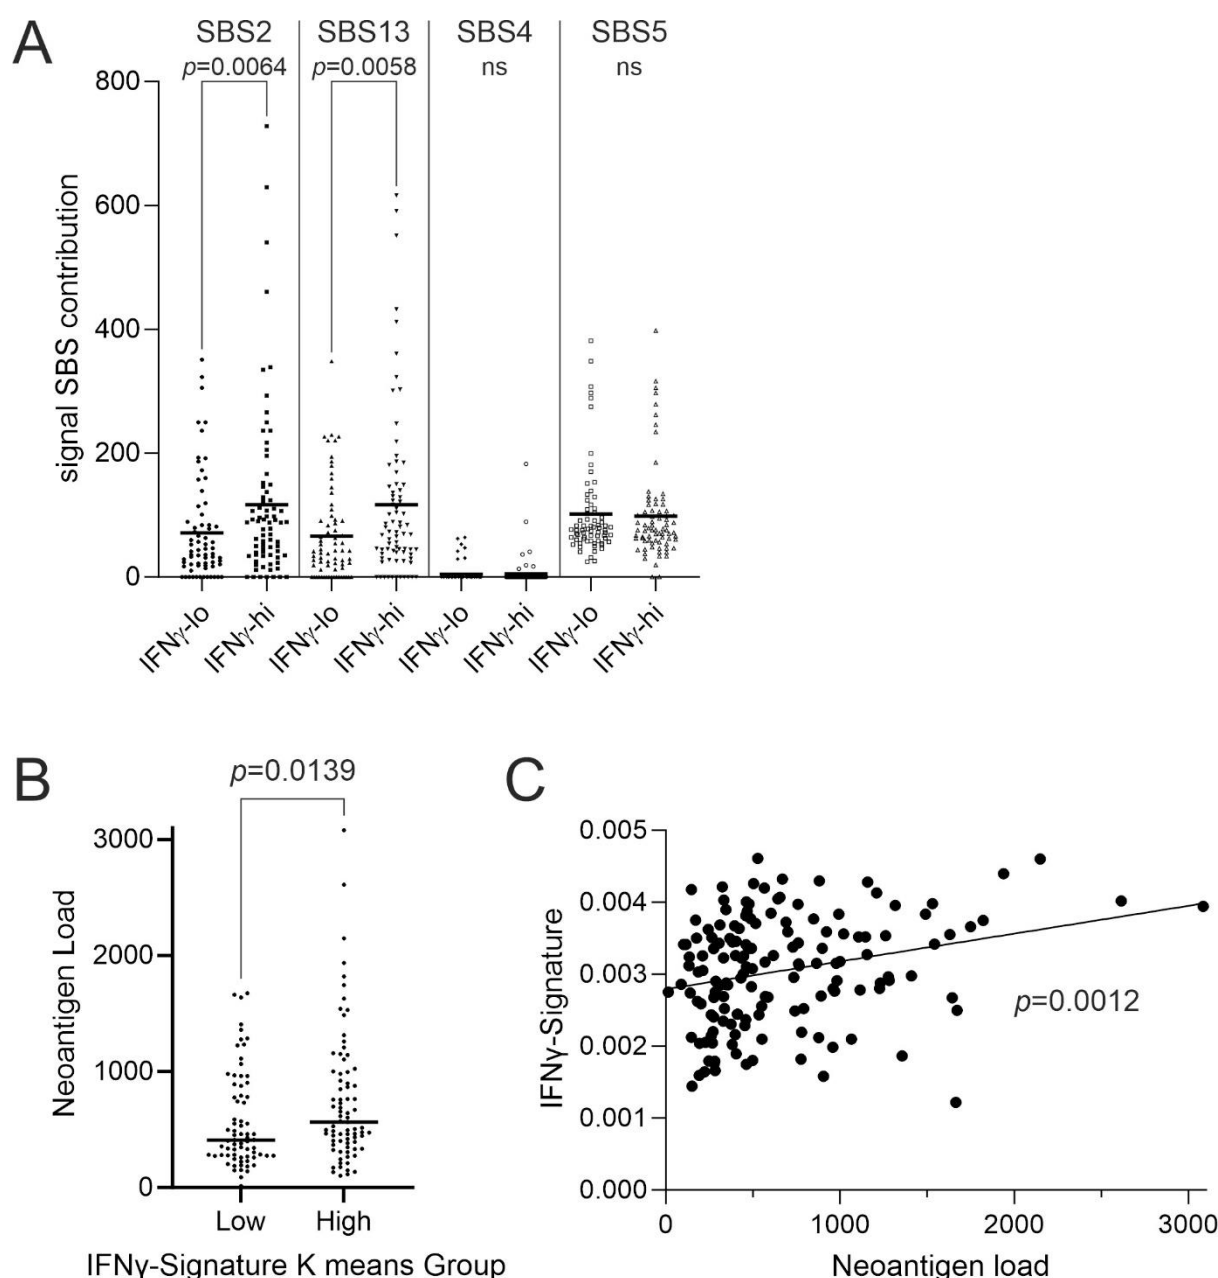 A
SBS2 SBS13 SBS4 SBS5
p=0.0064 p=0.0058 ns ns
800
600
400
200
0
signal SBS contribution
IFNγ-lo IFNγ-hi IFNγ-lo IFNγ-hi IFNγ-lo IFNγ-hi IFNγ-lo IFNγ-hi
B
p=0.0139
3000
2000
1000
0
Neoantigen Load
Low High
IFNγ-Signature K means Group
C
0.005
0.004
0.003
0.002
0.001
0.000
IFNγ-Signature
p=0.0012
0 1000 2000 3000
Neoantigen load